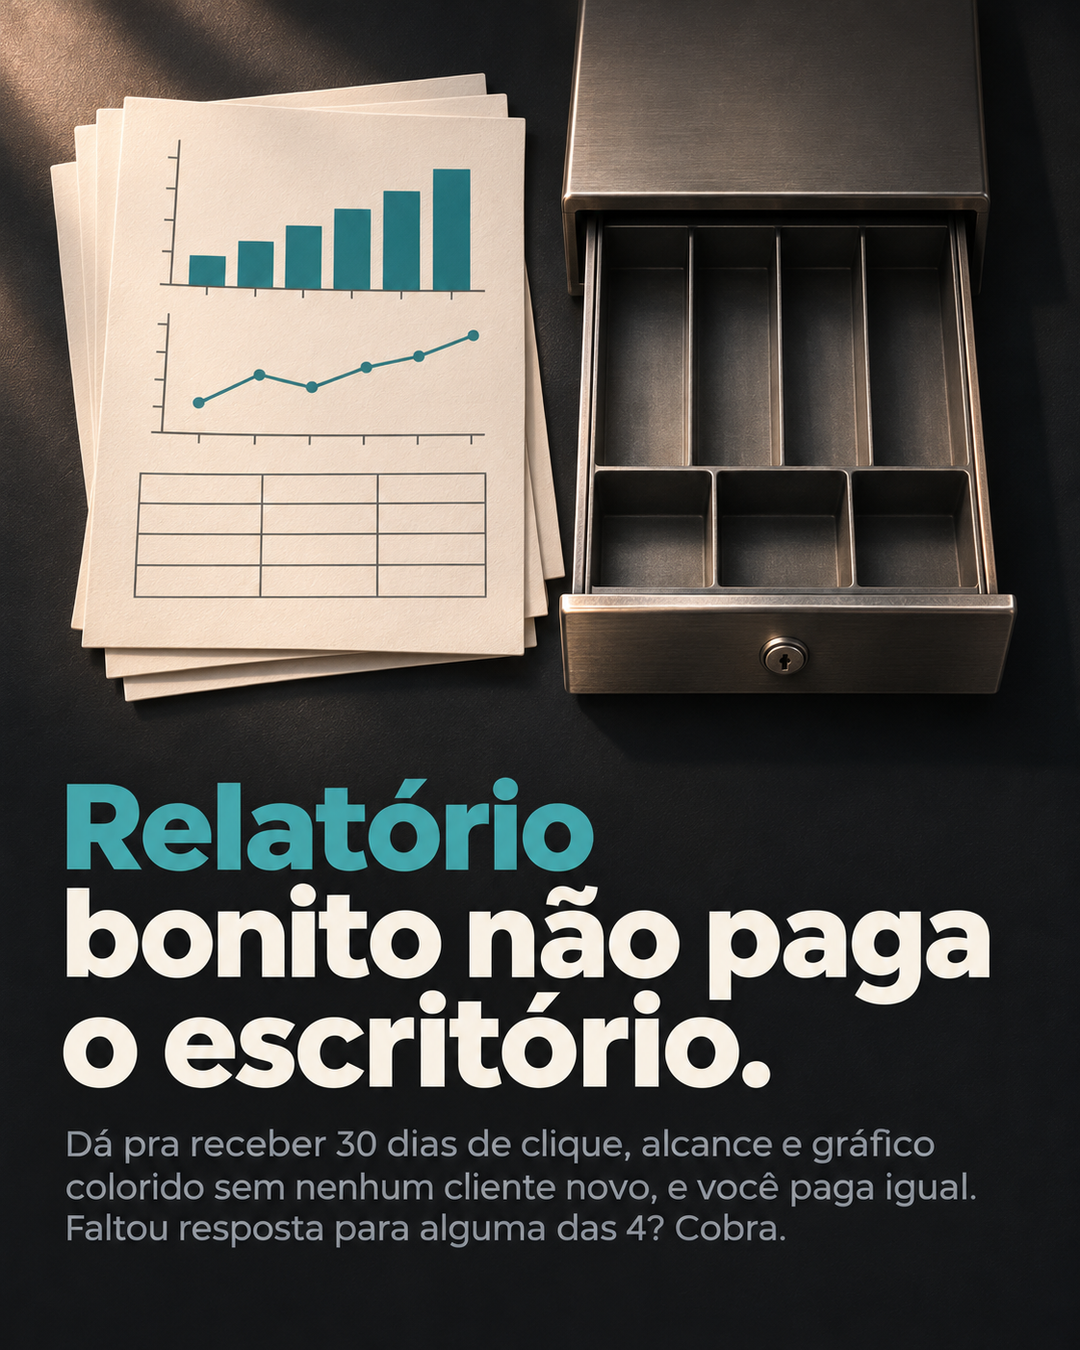 Relatório
bonito não paga
o escritório.
Dá pra receber 30 dias de clique, alcance e gráfico
colorido sem nenhum cliente novo, e você paga igual.
Faltou resposta para alguma das 4? Cobra.